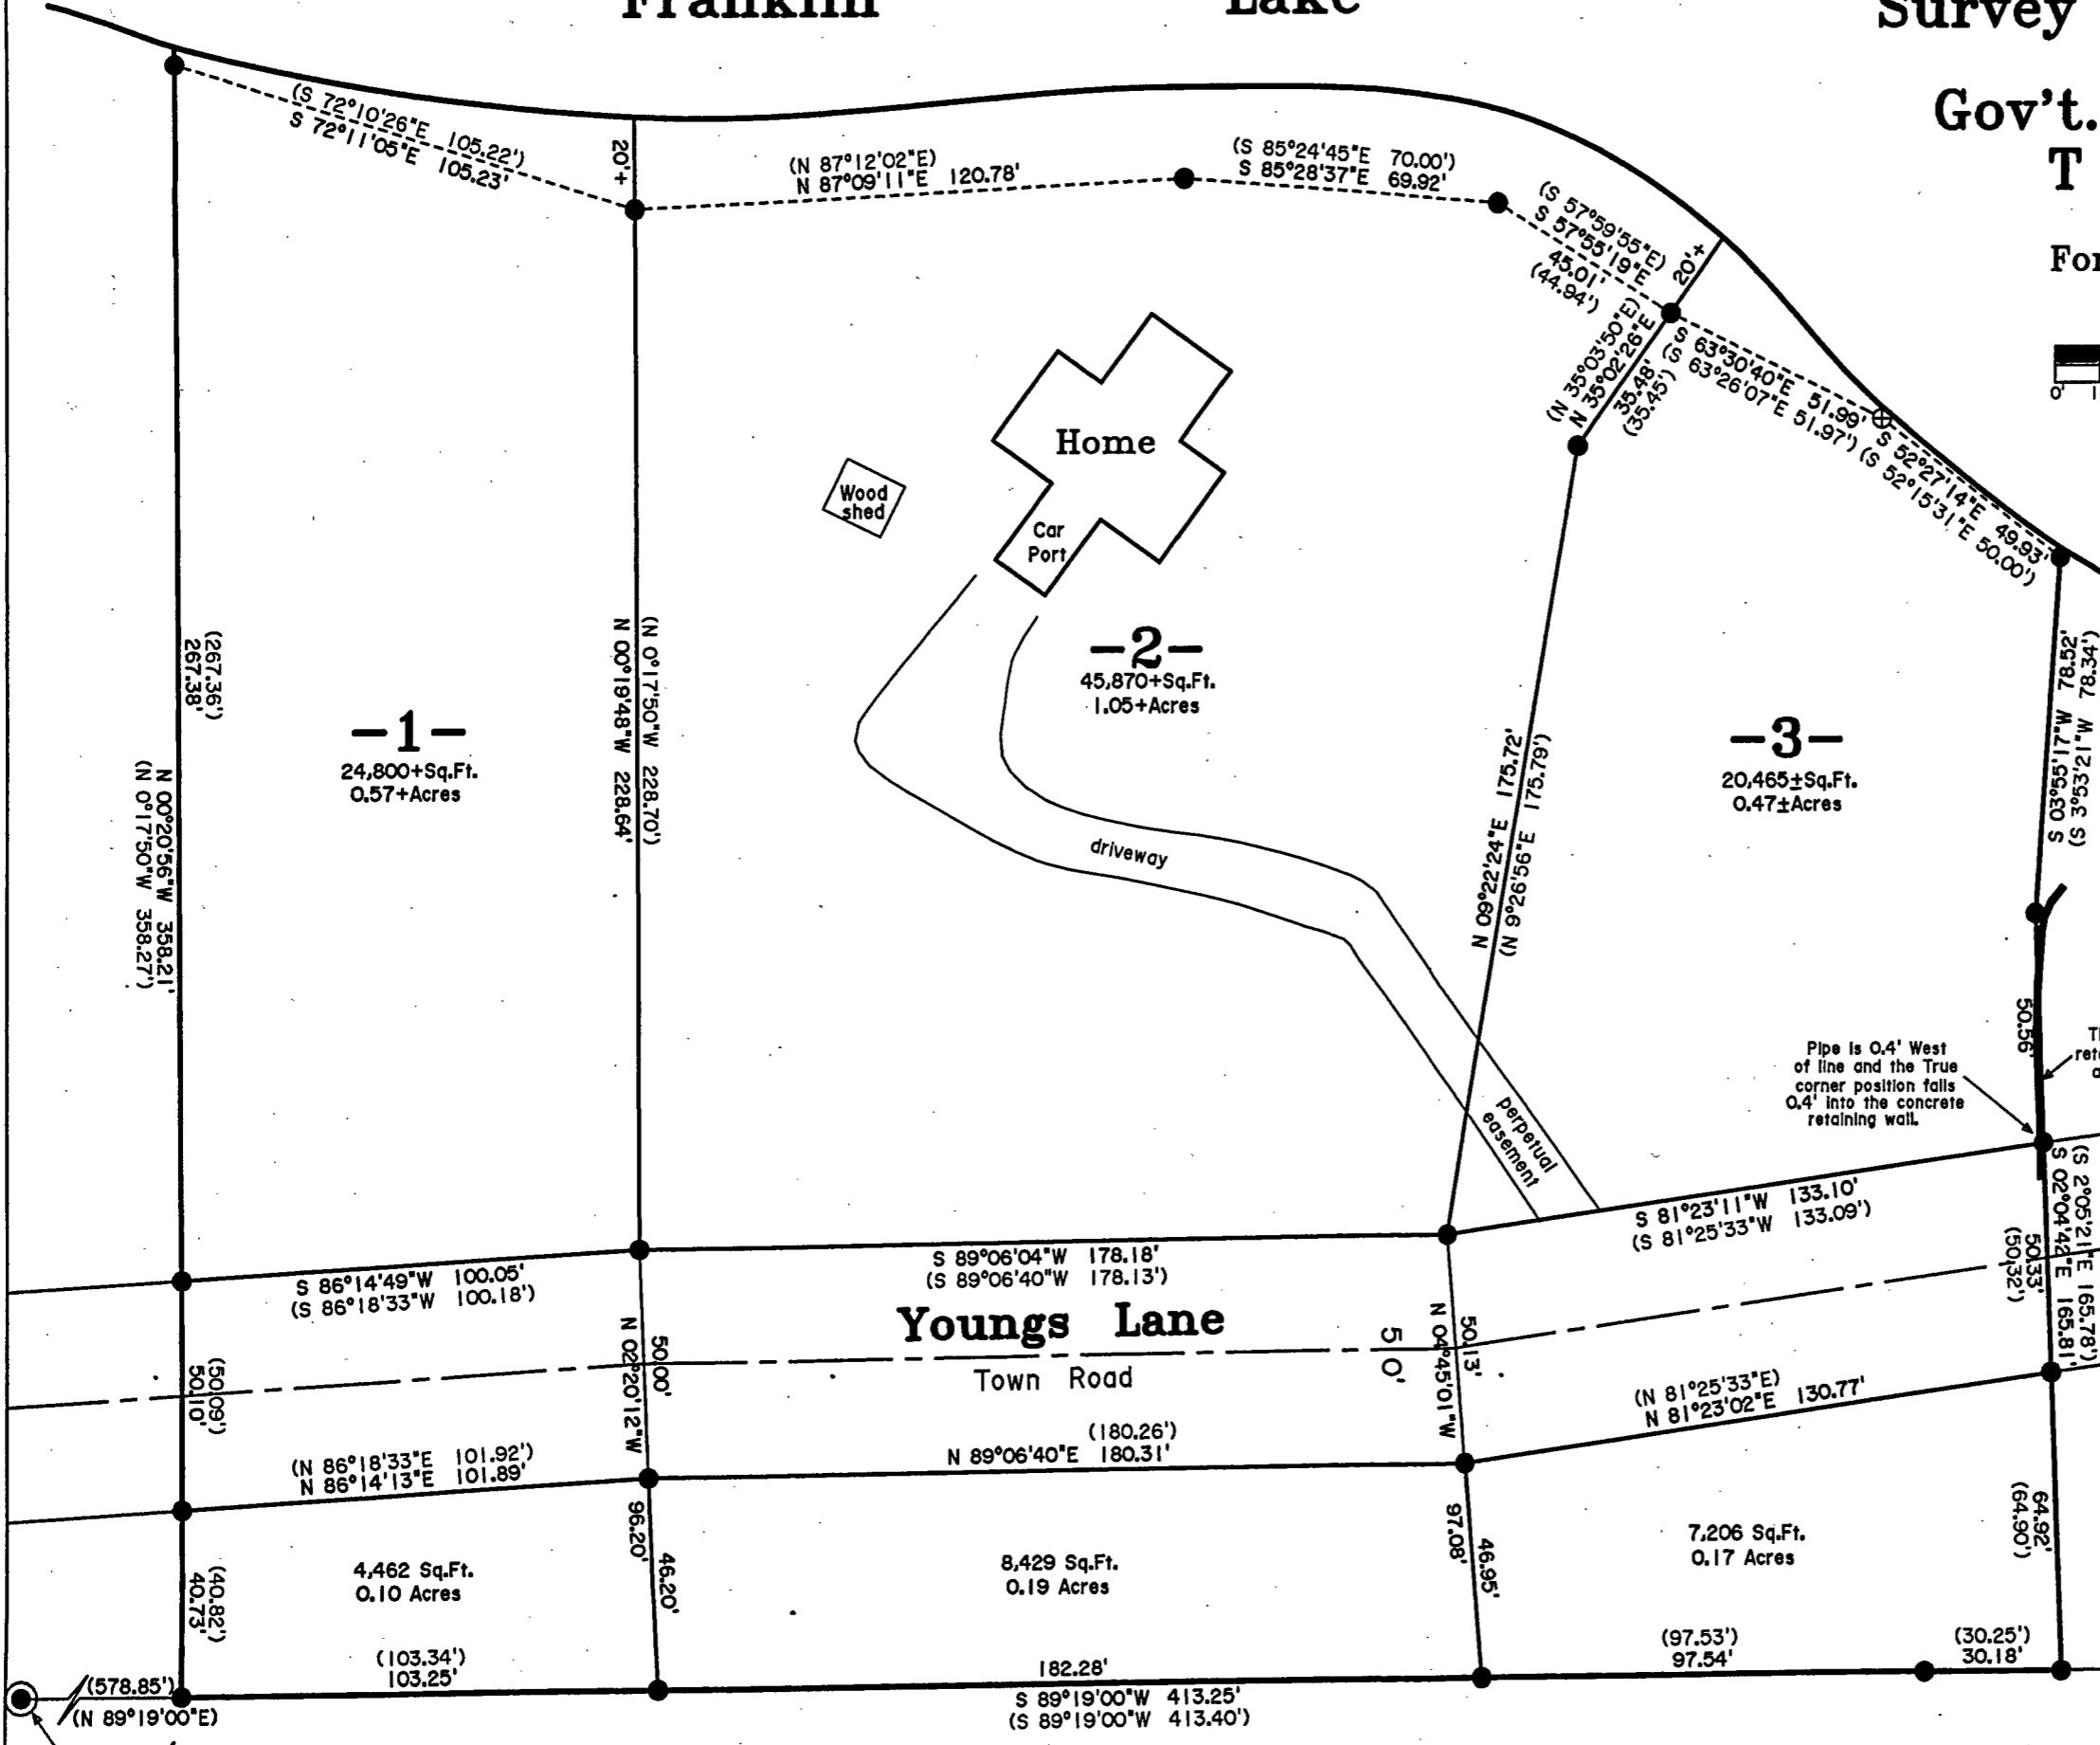 Franklin Lake
Survey
Gov't.
T
For
0'
(S 72°10'26"E 105.22')
S 72°11'05"E 105.23'
20'+
(N 87°12'02"E)
N 87°09'11"E 120.78'
(S 85°24'45"E 70.00')
S 85°28'37"E 69.92'
(S 57°59'55"E)
S 57°55'19"E
45.01'
(44.94')
20'+
(N 35°03'50"E)
N 35°02'26"E
35.48'
(35.45')
S 63°30'40"E 51.99'
(S 63°26'07"E 51.97')
S 52°27'14"E 49.93'
(S 52°15'31"E 50.00')
Home
Wood
shed
Car
Port
(267.36')
267.38'
N 00°20'56"W 358.21'
(N 0°17'50"W 358.27')
(N 0°17'50"W 228.70')
N 00°19'48"W 228.64'
-1-
24,800+Sq.Ft.
0.57+Acres
-2-
45,870+Sq.Ft.
1.05+Acres
-3-
20,465±Sq.Ft.
0.47±Acres
N 09°22'24"E 175.72'
(N 9°26'56"E 175.79')
S 03°55'17"W 78.52'
(S 3°53'21"W 78.34')
driveway
perpetual
easement
50.56'
Pipe is 0.4' West
of line and the True
corner position falls
0.4' into the concrete
retaining wall.
S 86°14'49"W 100.05'
(S 86°18'33"W 100.18')
S 89°06'04"W 178.18'
(S 89°06'40"W 178.13')
S 81°23'11"W 133.10'
(S 81°25'33"W 133.09')
(S 2°05'21"E 165.78')
S 02°04'42"E 165.81'
50.33'
(50.32')
Youngs Lane
Town Road
50'
(50.09')
50.10'
50.00'
N 02°20'12"W
50.13'
N 04°45'01"W
(N 86°18'33"E 101.92')
N 86°14'13"E 101.89'
(180.26')
N 89°06'40"E 180.31'
(N 81°25'33"E)
N 81°23'02"E 130.77'
(40.82')
40.73'
4,462 Sq.Ft.
0.10 Acres
96.20'
46.20'
8,429 Sq.Ft.
0.19 Acres
97.08'
46.95'
7,206 Sq.Ft.
0.17 Acres
64.92'
(64.90')
(578.85')
(N 89°19'00"E)
(103.34')
103.25'
182.28'
S 89°19'00"W 413.25'
(S 89°19'00"W 413.40')
(97.53')
97.54'
(30.25')
30.18'